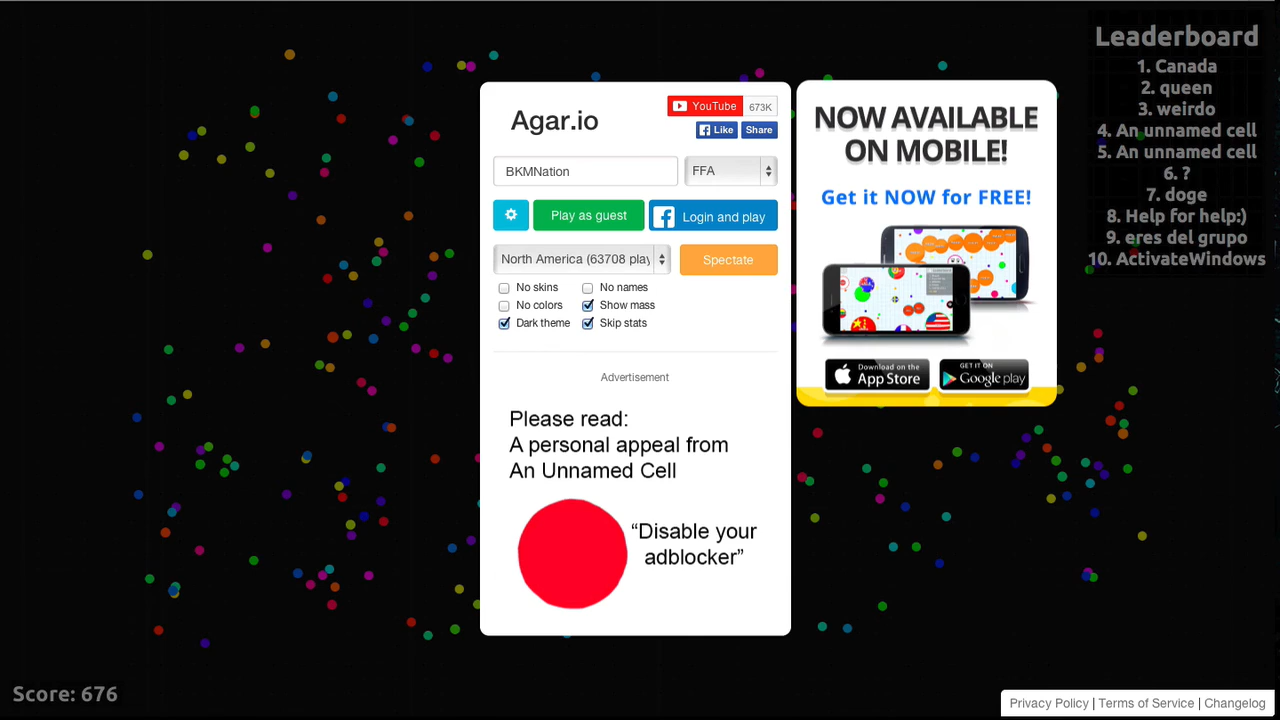 Agar.io
YouTube 673K
Like Share
BKMNation
FFA
Play as guest
Login and play
North America (63708 play
Spectate
No skins
No names
No colors
Show mass
Dark theme
Skip stats
Advertisement
Please read:
A personal appeal from
An Unnamed Cell
“Disable your
adblocker”
NOW AVAILABLE
ON MOBILE!
Get it NOW for FREE!
Download on the
App Store
GET IT ON
Google play
Leaderboard
1. Canada
2. queen
3. weirdo
4. An unnamed cell
5. An unnamed cell
6. ?
7. doge
8. Help for help:)
9. eres del grupo
10. ActivateWindows
Score: 676
Privacy Policy | Terms of Service | Changelog